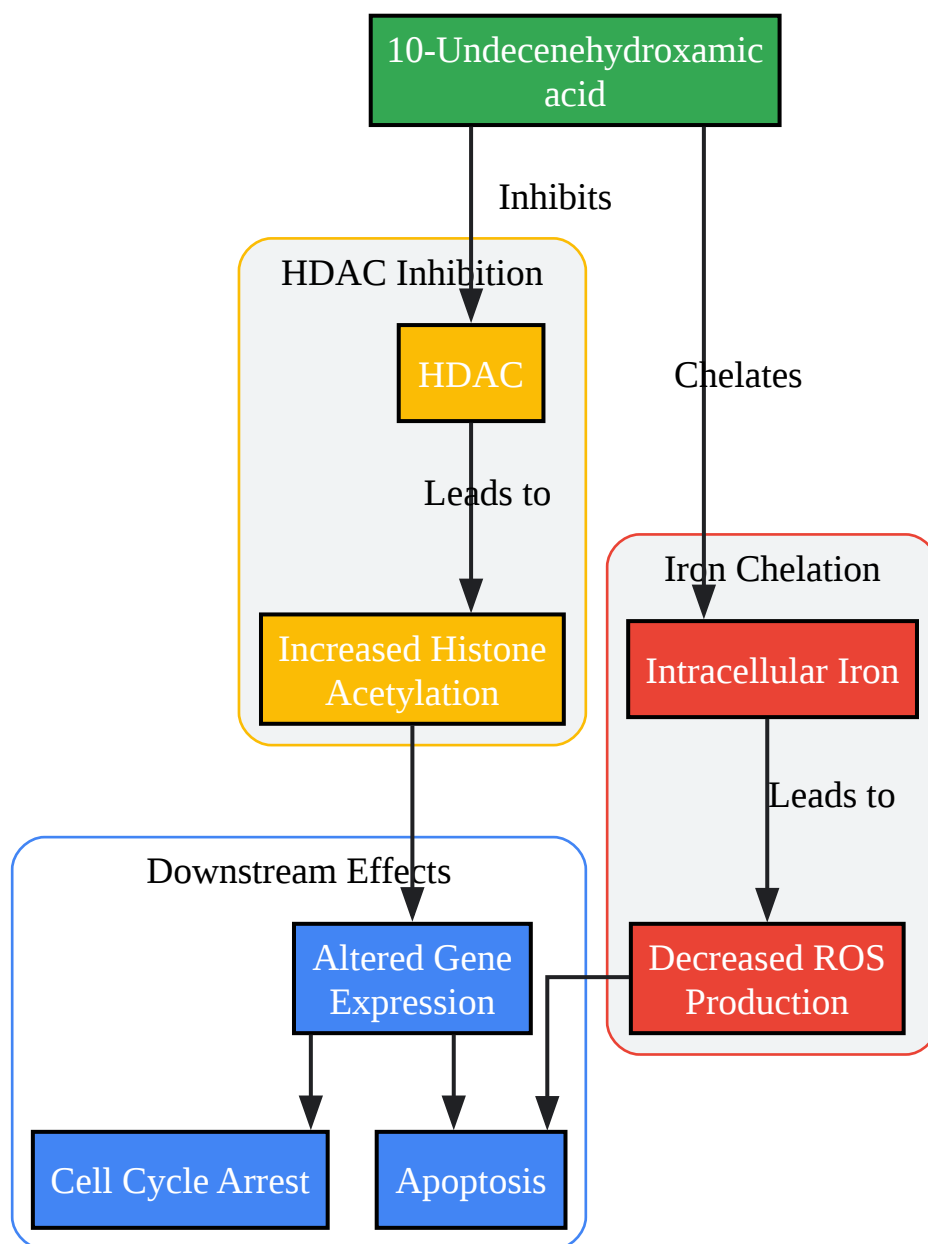 10-Undecenehydroxamic
acid
Inhibits
HDAC Inhibition
HDAC
Chelates
Leads to
Iron Chelation
Increased Histone
Acetylation
Intracellular Iron
Leads to
Downstream Effects
Altered Gene
Expression
Decreased ROS
Production
Cell Cycle Arrest
Apoptosis